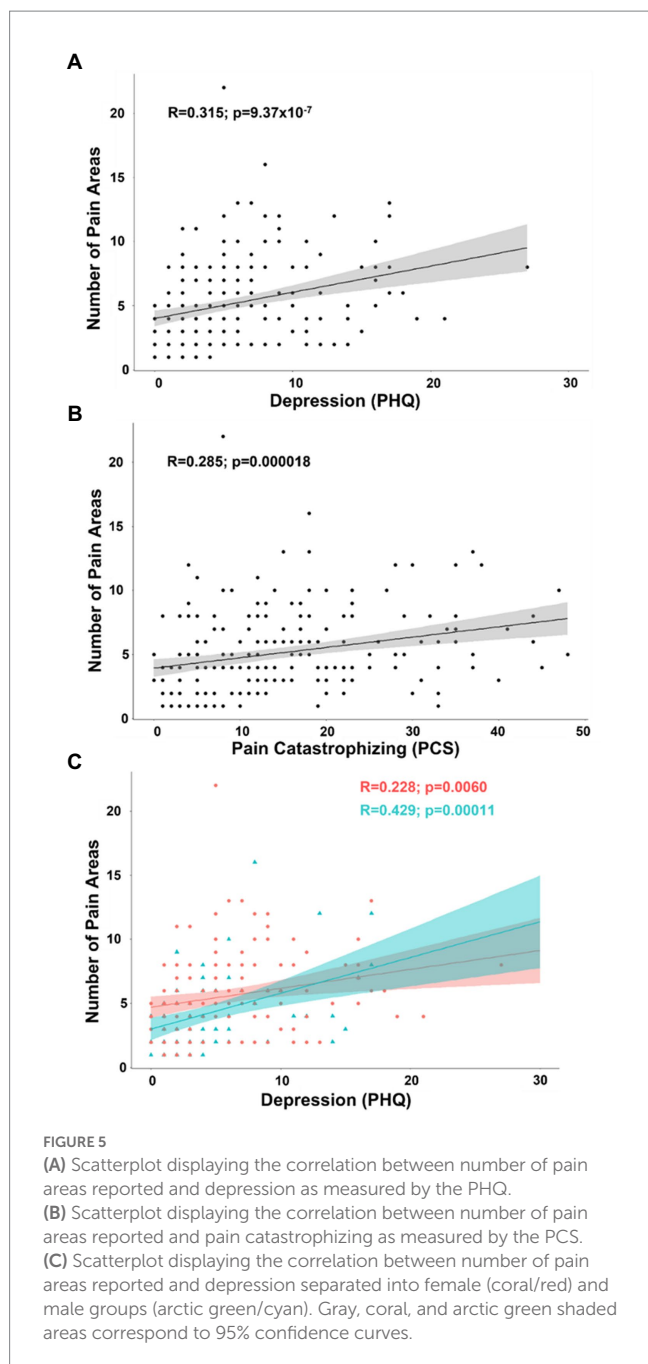 A
R=0.315; p=9.37x10⁻⁷
Number of Pain Areas
20
15
10
5
0
0 10 20 30
Depression (PHQ)
B
R=0.285; p=0.000018
Number of Pain Areas
20
15
10
5
0
0 10 20 30 40 50
Pain Catastrophizing (PCS)
C
R=0.228; p=0.0060
R=0.429; p=0.00011
Number of Pain Areas
20
15
10
5
0
0 10 20 30
Depression (PHQ)
FIGURE 5
(A) Scatterplot displaying the correlation between number of pain
areas reported and depression as measured by the PHQ.
(B) Scatterplot displaying the correlation between number of pain
areas reported and pain catastrophizing as measured by the PCS.
(C) Scatterplot displaying the correlation between number of pain
areas reported and depression separated into female (coral/red) and
male groups (arctic green/cyan). Gray, coral, and arctic green shaded
areas correspond to 95% confidence curves.